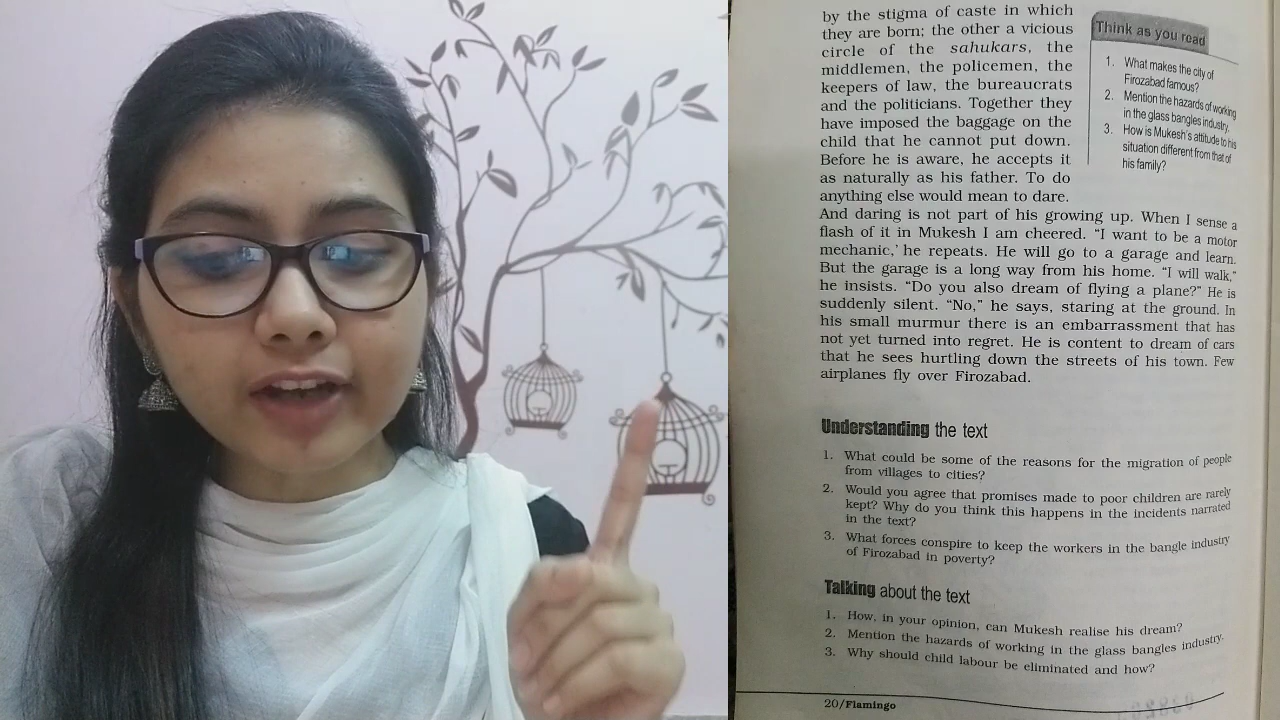 by the stigma of caste in which
they are born; the other a vicious
circle of the sahukars, the
middlemen, the policemen, the
keepers of law, the bureaucrats
and the politicians. Together they
have imposed the baggage on the
child that he cannot put down.
Before he is aware, he accepts it
as naturally as his father. To do
anything else would mean to dare.
And daring is not part of his growing up. When I sense a
flash of it in Mukesh I am cheered. “I want to be a motor
mechanic,’ he repeats. He will go to a garage and learn.
But the garage is a long way from his home. “I will walk,”
he insists. “Do you also dream of flying a plane?” He is
suddenly silent. “No,” he says, staring at the ground. In
his small murmur there is an embarrassment that has
not yet turned into regret. He is content to dream of cars
that he sees hurtling down the streets of his town. Few
airplanes fly over Firozabad.
Think as you read
1. What makes the city of
Firozabad famous?
2. Mention the hazards of working
in the glass bangles industry.
3. How is Mukesh's attitude to his
situation different from that of
his family?
Understanding the text
1. What could be some of the reasons for the migration of people
from villages to cities?
2. Would you agree that promises made to poor children are rarely
kept? Why do you think this happens in the incidents narrated
in the text?
3. What forces conspire to keep the workers in the bangle industry
of Firozabad in poverty?
Talking about the text
1. How, in your opinion, can Mukesh realise his dream?
2. Mention the hazards of working in the glass bangles industry.
3. Why should child labour be eliminated and how?
20/Flamingo